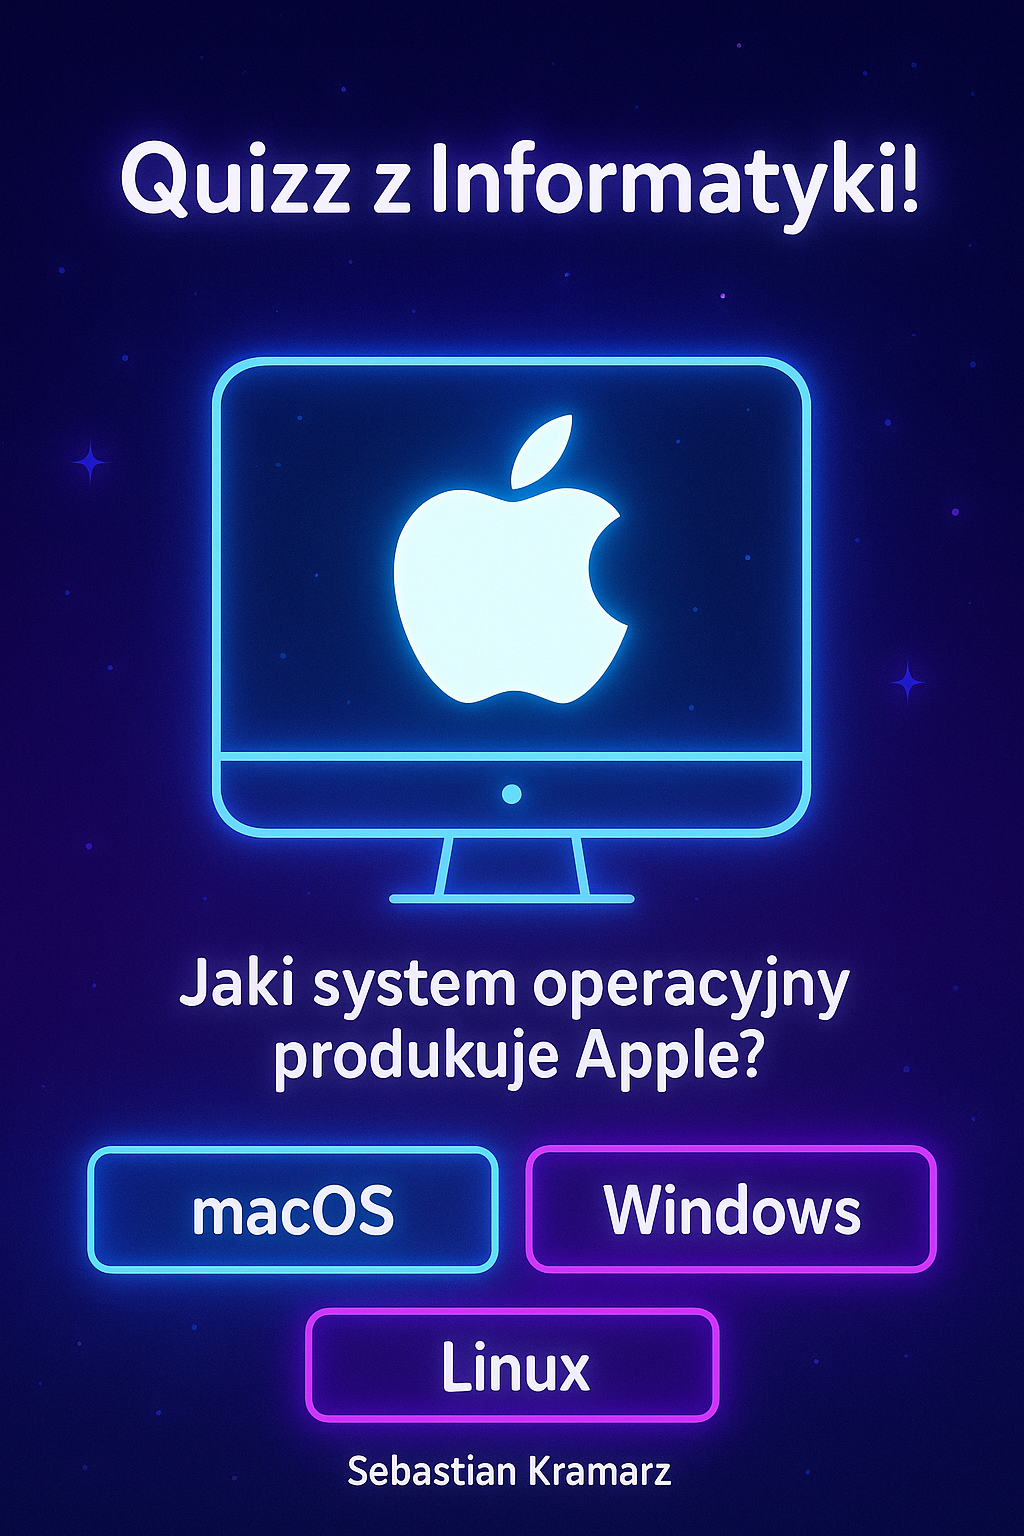 Quizz z Informatyki!
Jaki system operacyjny
produkuje Apple?
macOS
Windows
Linux
Sebastian Kramarz